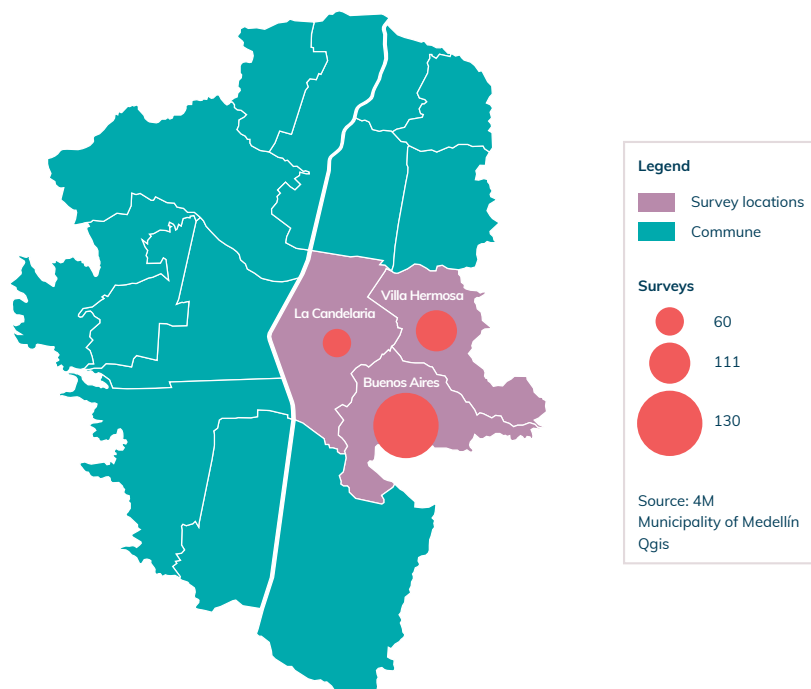 Villa Hermosa
La Candelaria
Buenos Aires
Legend
Survey locations
Commune
Surveys
60
111
130
Source: 4M
Municipality of Medellín
Qgis